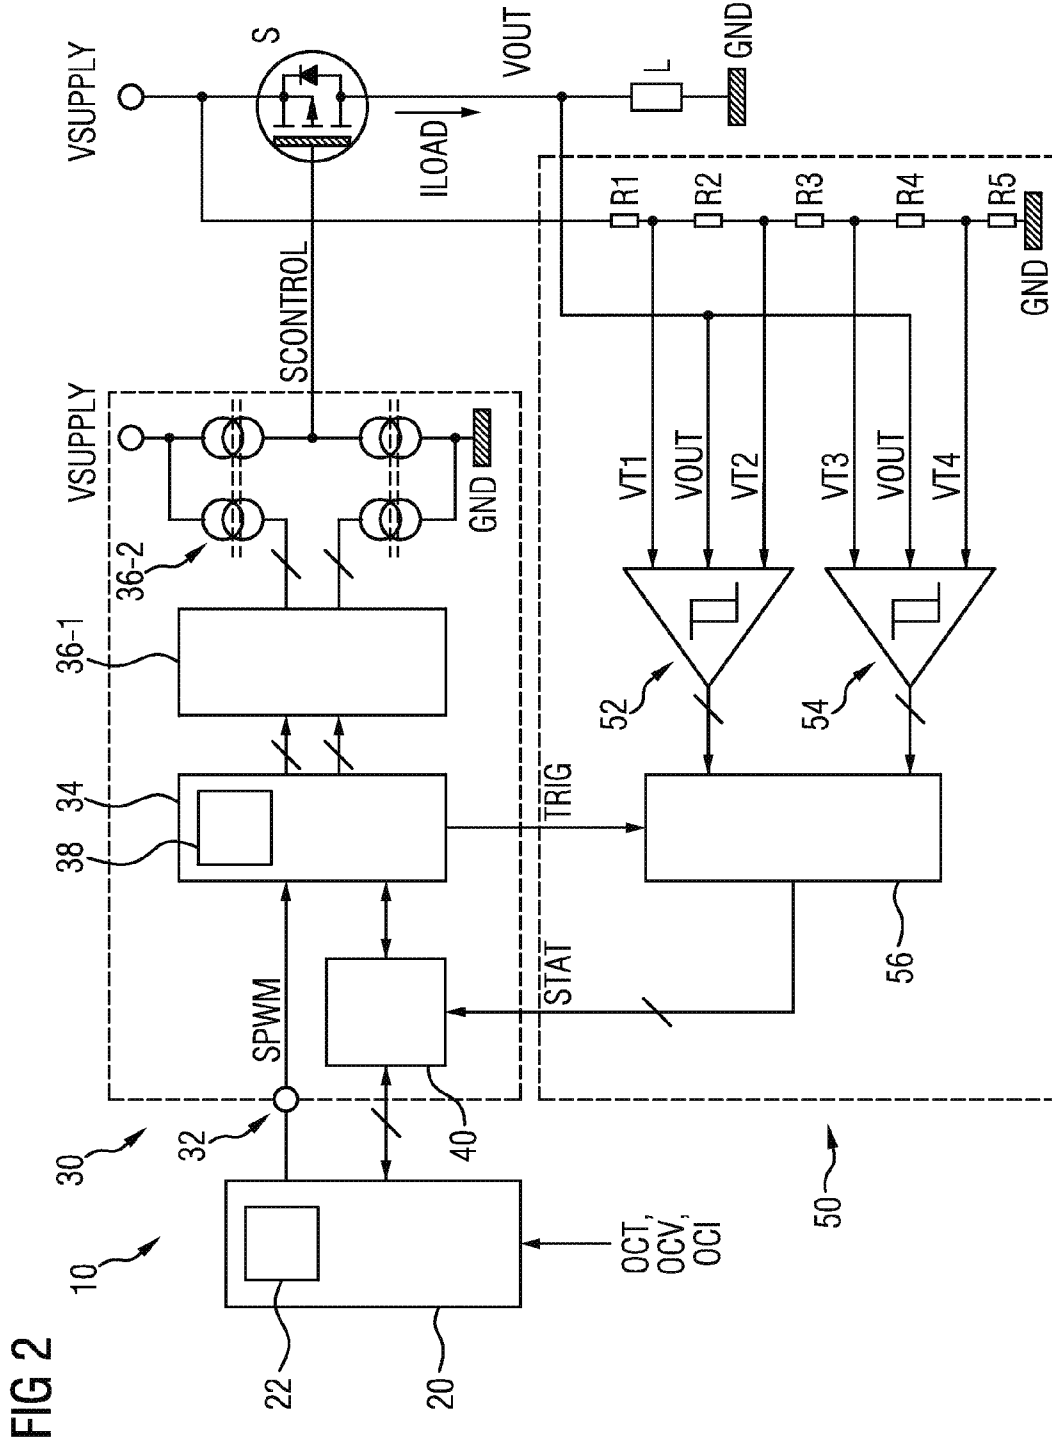 FIG 2
10
30
22
20
32
SPWM
40
OCT,
OCV,
OCI
38
34
36-1
36-2
VSUPPLY
GND
SCONTROL
VSUPPLY
S
ILOAD
VOUT
L
GND
STAT
TRIG
50
56
52
54
VT1
VOUT
VT2
VT3
VOUT
VT4
R1
R2
R3
R4
R5
GND